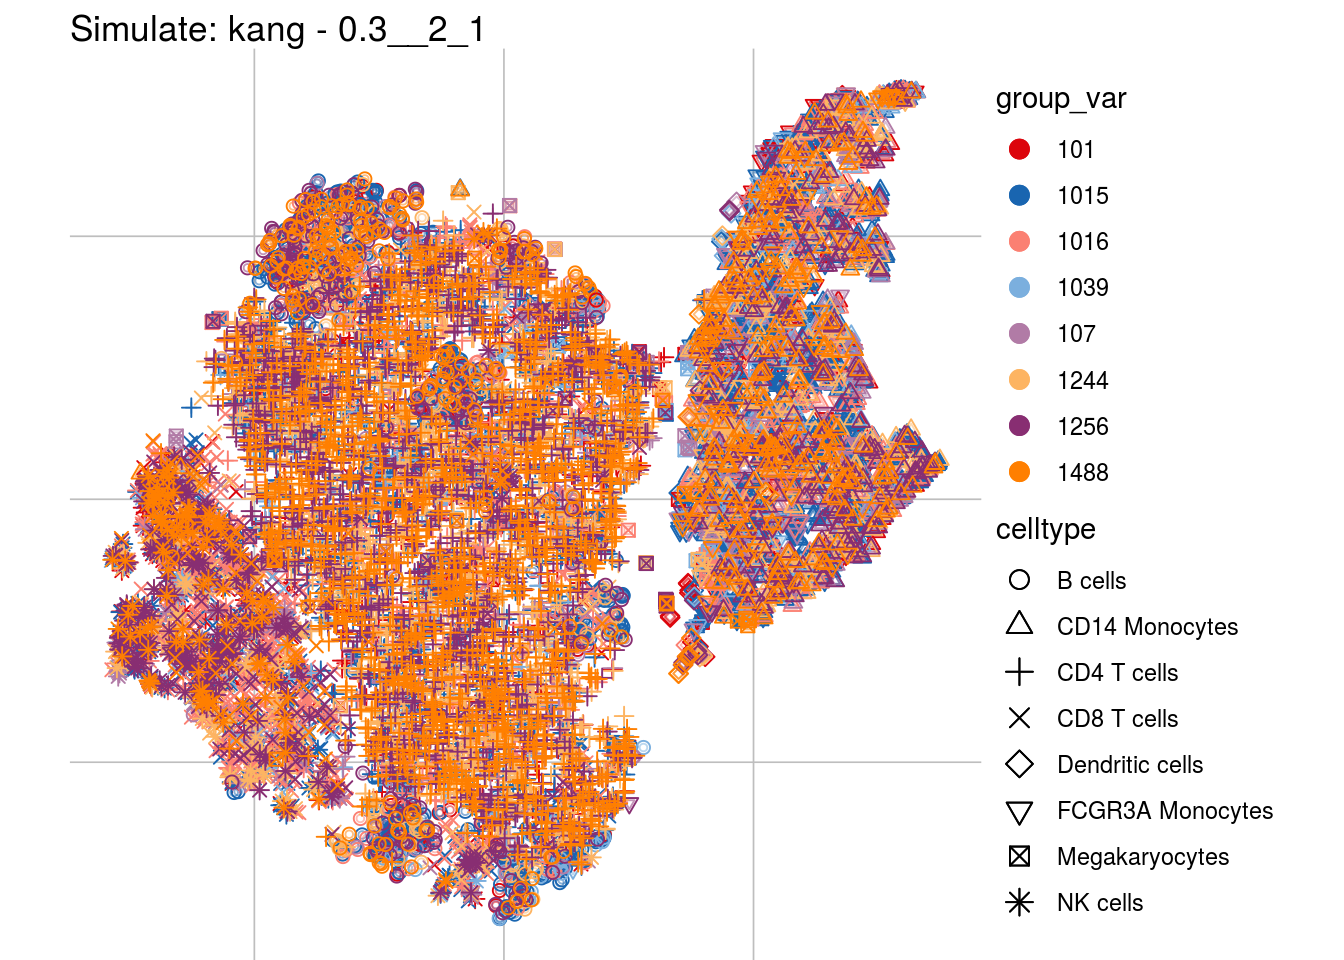 Simulate: kang - 0.3__2_1
group_var
101
1015
1016
1039
107
1244
1256
1488
celltype
B cells
CD14 Monocytes
CD4 T cells
CD8 T cells
Dendritic cells
FCGR3A Monocytes
Megakaryocytes
NK cells